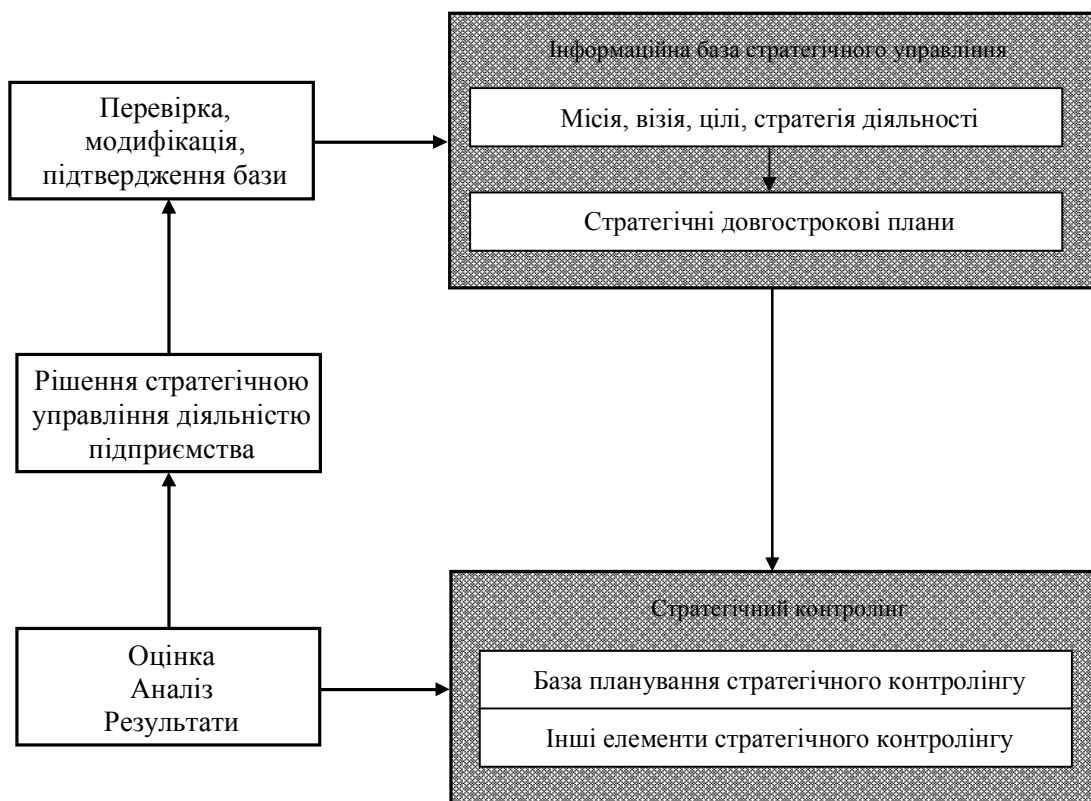 Інформаційна база стратегічного управління
Місія, візія, цілі, стратегія діяльності
Стратегічні довгострокові плани
Перевірка,
модифікація,
підтвердження бази
Рішення стратегічною
управління діяльністю
підприємства
Оцінка
Аналіз
Результати
Стратегічний контролінг
База планування стратегічного контролінгу
Інші елементи стратегічного контролінгу